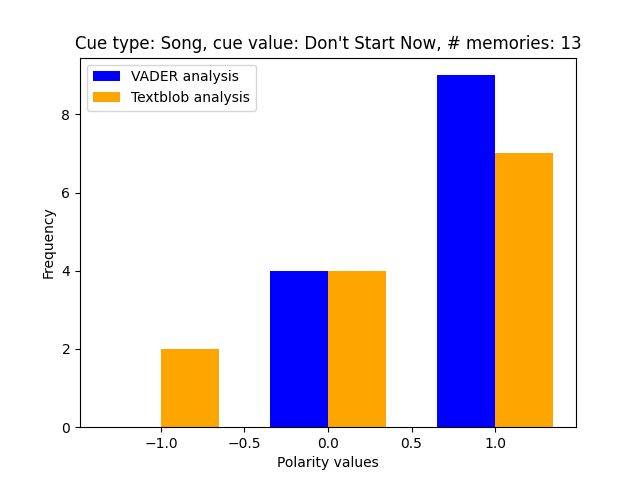 Cue type: Song, cue value: Don't Start Now, # memories: 13
VADER analysis
Textblob analysis
Frequency
8
6
4
2
0
−1.0 −0.5 0.0 0.5 1.0
Polarity values